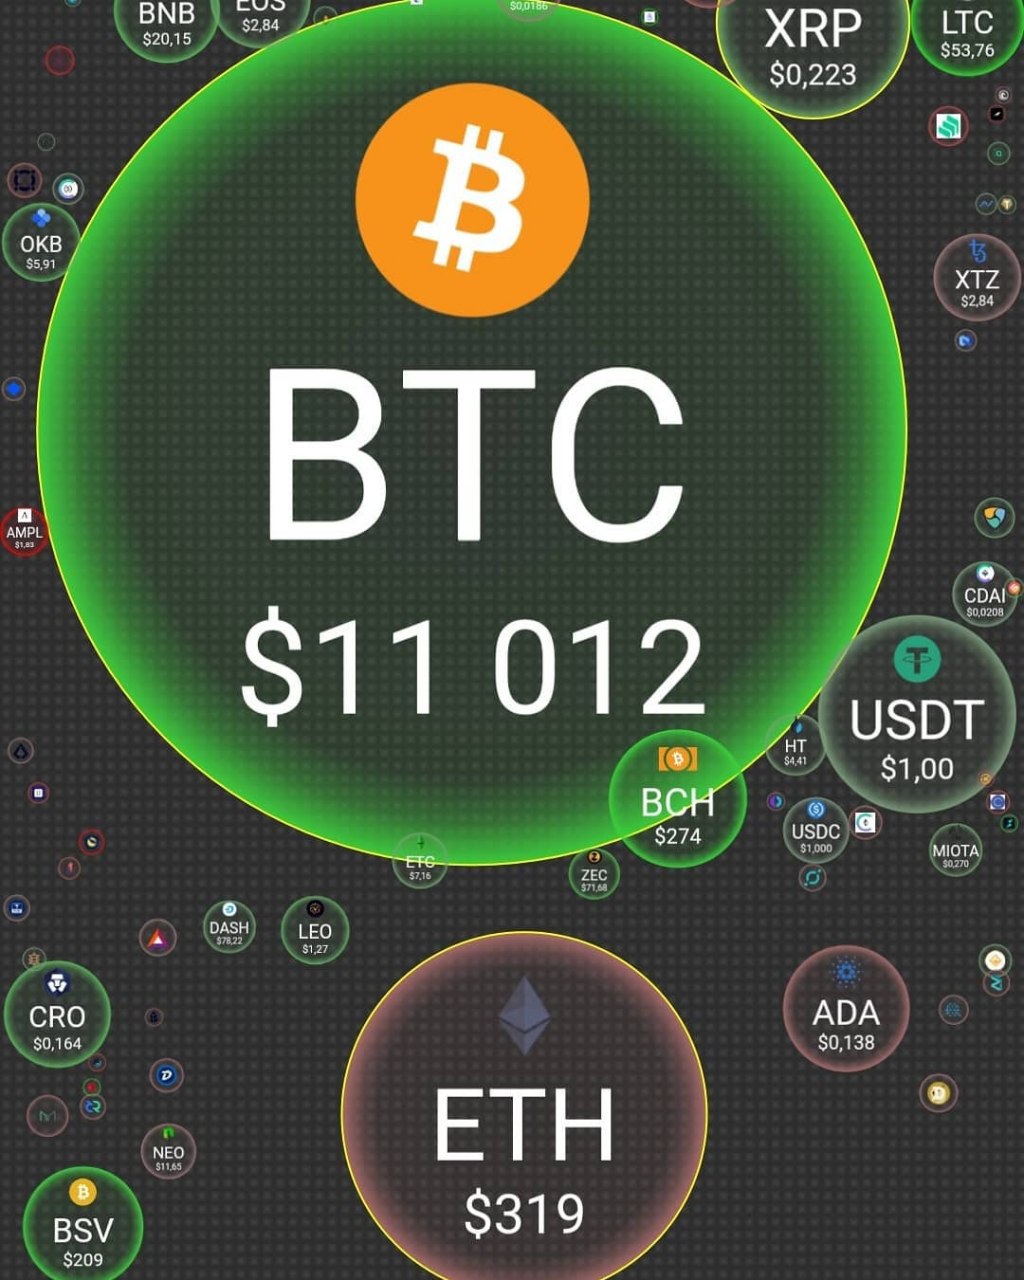 BNB
$20,15
EOS
$2,84
$0,0186
XRP
$0,223
LTC
$53,76
OKB
$5,91
XTZ
$2,84
BTC
$11 012
AMPL
$1,83
CDAI
$0,0208
USDT
$1,00
HT
$4,41
BCH
$274
USDC
$1,000
MIOTA
$0,270
ETC
$7,16
ZEC
$71,68
DASH
$78,22
LEO
$1,27
CRO
$0,164
ETH
$319
ADA
$0,138
NEO
$11,65
BSV
$209